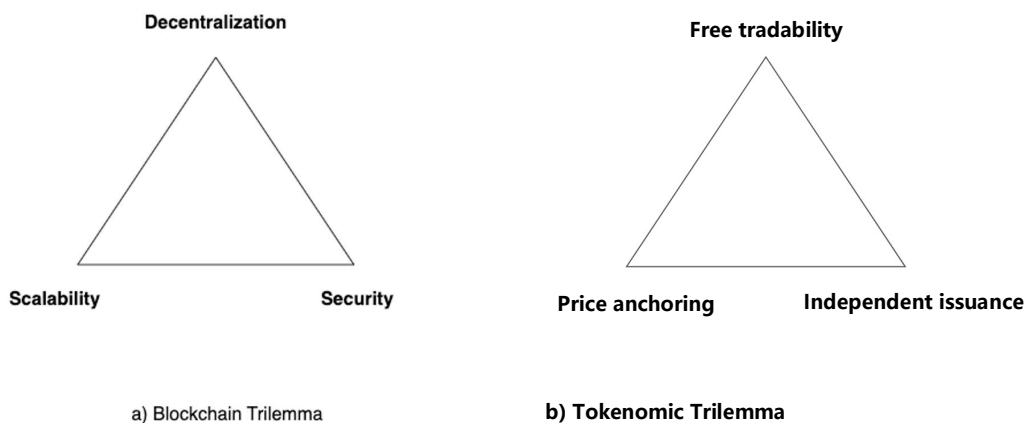 Decentralization
Scalability
Security
a) Blockchain Trilemma
Free tradability
Price anchoring
Independent issuance
b) Tokenomic Trilemma